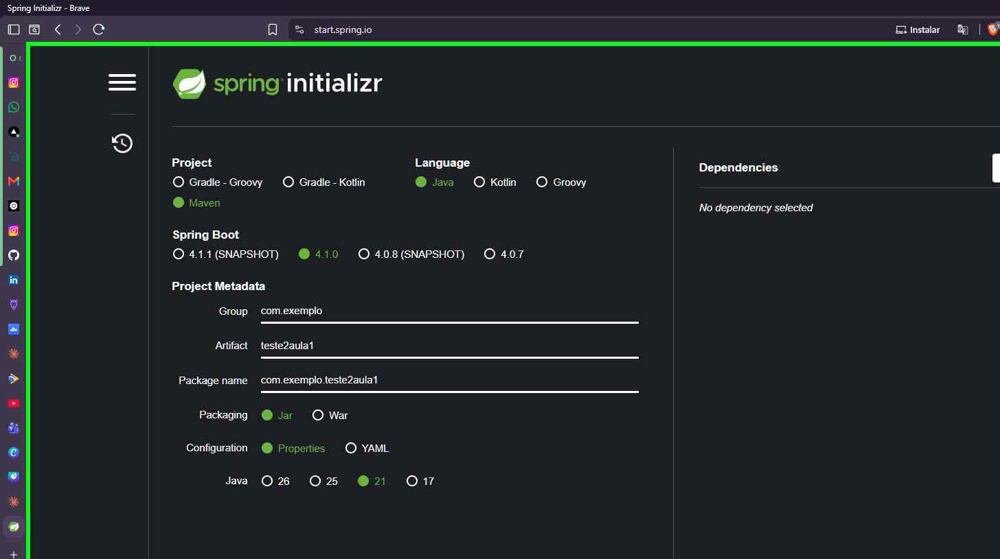 Spring Initializr - Brave
start.spring.io
Instalar
spring initializr
Project
Gradle - Groovy Gradle - Kotlin
Maven
Language
Java Kotlin Groovy
Spring Boot
4.1.1 (SNAPSHOT) 4.1.0 4.0.8 (SNAPSHOT) 4.0.7
Project Metadata
Group com.exemplo
Artifact teste2aula1
Package name com.exemplo.teste2aula1
Packaging Jar War
Configuration Properties YAML
Java 26 25 21 17
Dependencies
No dependency selected